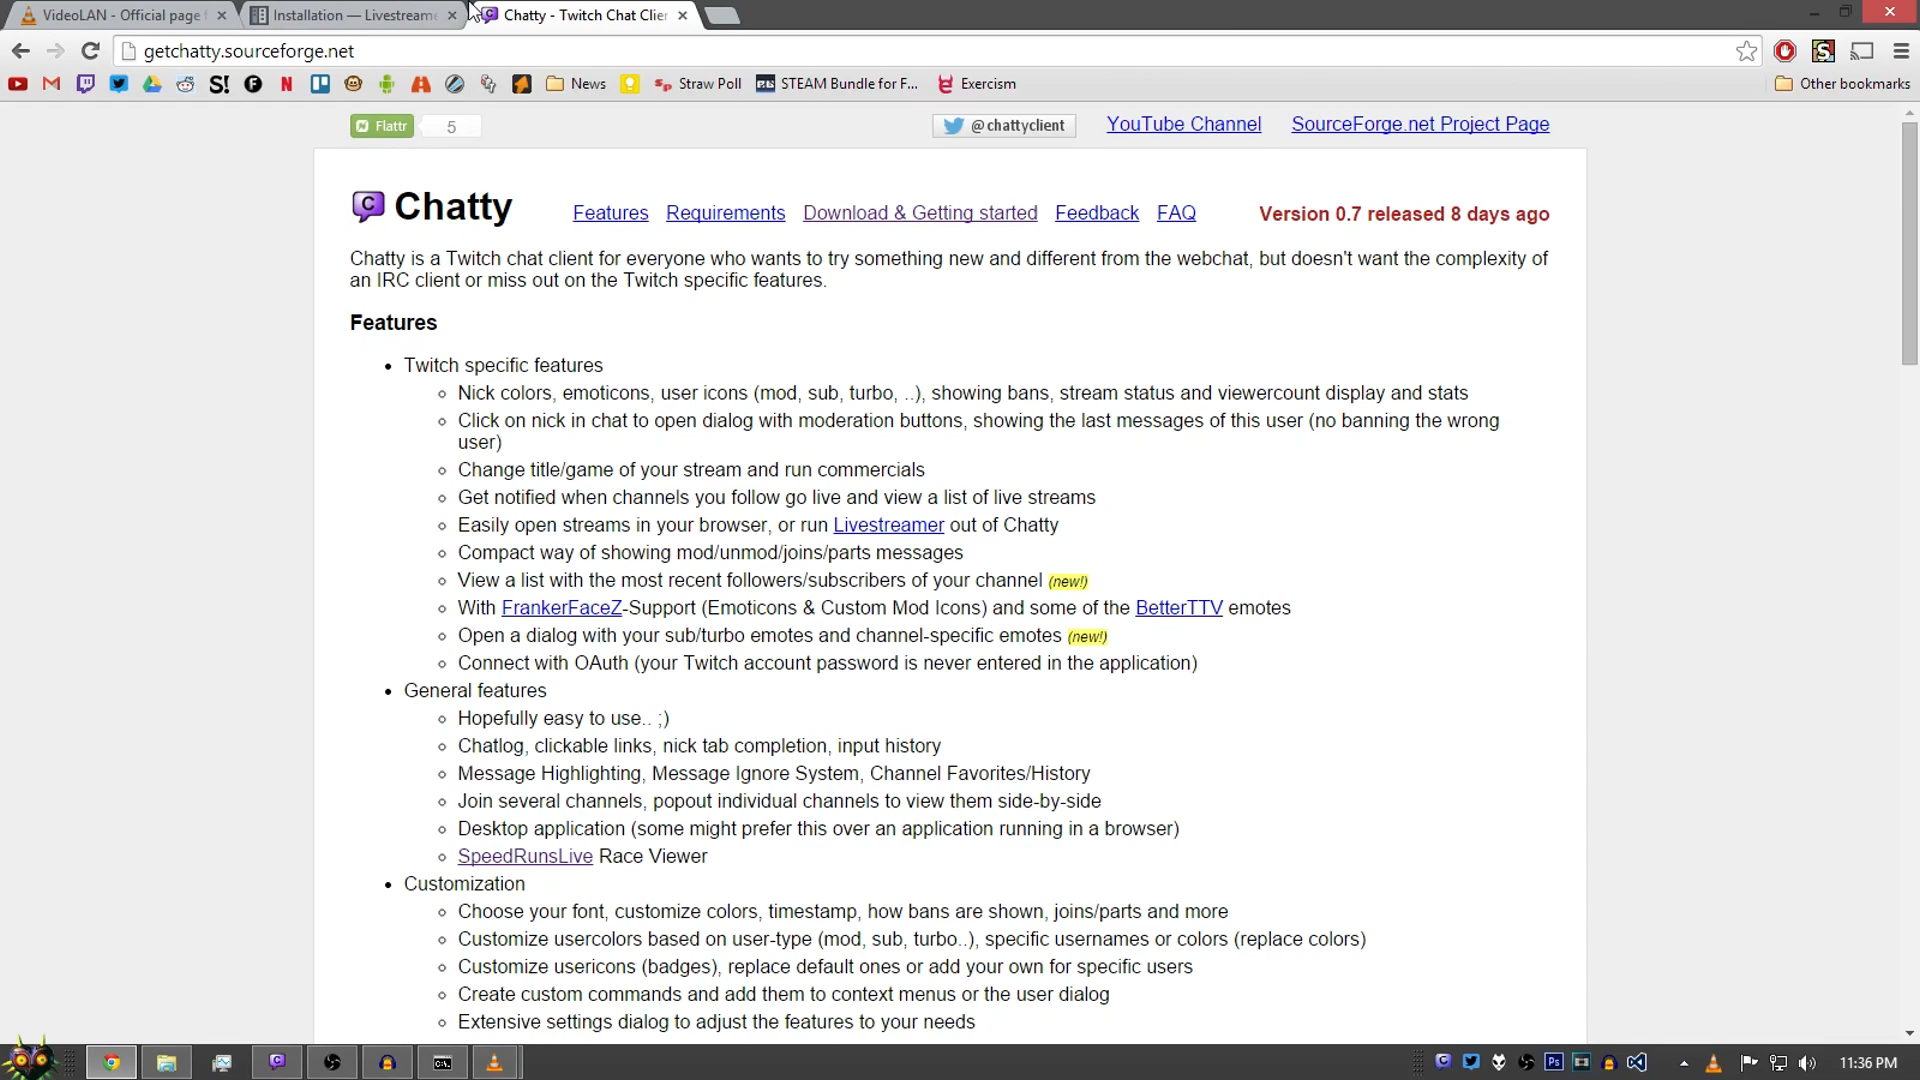 VideoLAN - Official page f
Installation — Livestreame
Chatty - Twitch Chat Clien
getchatty.sourceforge.net
News
Straw Poll
STEAM Bundle for F...
Exercism
Other bookmarks
Flattr
5
@chattyclient
YouTube Channel
SourceForge.net Project Page
Chatty
Features
Requirements
Download & Getting started
Feedback
FAQ
Version 0.7 released 8 days ago
Chatty is a Twitch chat client for everyone who wants to try something new and different from the webchat, but doesn't want the complexity of
an IRC client or miss out on the Twitch specific features.
Features
• Twitch specific features
Nick colors, emoticons, user icons (mod, sub, turbo, ..), showing bans, stream status and viewercount display and stats
Click on nick in chat to open dialog with moderation buttons, showing the last messages of this user (no banning the wrong
user)
Change title/game of your stream and run commercials
Get notified when channels you follow go live and view a list of live streams
Easily open streams in your browser, or run Livestreamer out of Chatty
Compact way of showing mod/unmod/joins/parts messages
View a list with the most recent followers/subscribers of your channel (new!)
With FrankerFaceZ-Support (Emoticons & Custom Mod Icons) and some of the BetterTTV emotes
Open a dialog with your sub/turbo emotes and channel-specific emotes (new!)
Connect with OAuth (your Twitch account password is never entered in the application)
• General features
Hopefully easy to use.. ;)
Chatlog, clickable links, nick tab completion, input history
Message Highlighting, Message Ignore System, Channel Favorites/History
Join several channels, popout individual channels to view them side-by-side
Desktop application (some might prefer this over an application running in a browser)
SpeedRunsLive Race Viewer
• Customization
Choose your font, customize colors, timestamp, how bans are shown, joins/parts and more
Customize usercolors based on user-type (mod, sub, turbo..), specific usernames or colors (replace colors)
Customize usericons (badges), replace default ones or add your own for specific users
Create custom commands and add them to context menus or the user dialog
Extensive settings dialog to adjust the features to your needs
11:36 PM